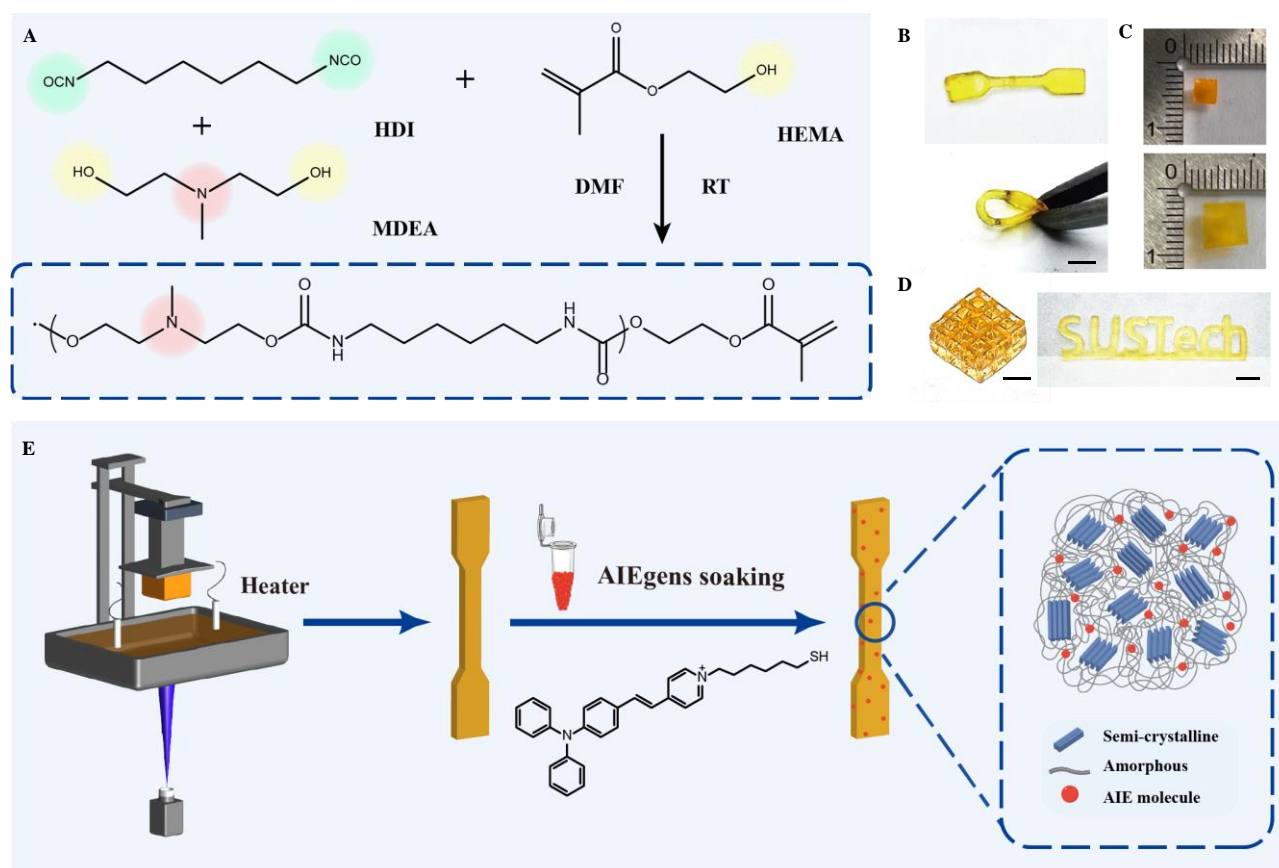 A
OCN
NCO
+
HDI
+
HO
N
OH
MDEA
O
O
OH
HEMA
DMF
RT
O
N
O
O
N
H
H
N
O
O
O
O
B
C
0
1
0
1
D
SUSTech
E
Heater
AIEgens soaking
N
N+
SH
Semi-crystalline
Amorphous
AIE molecule